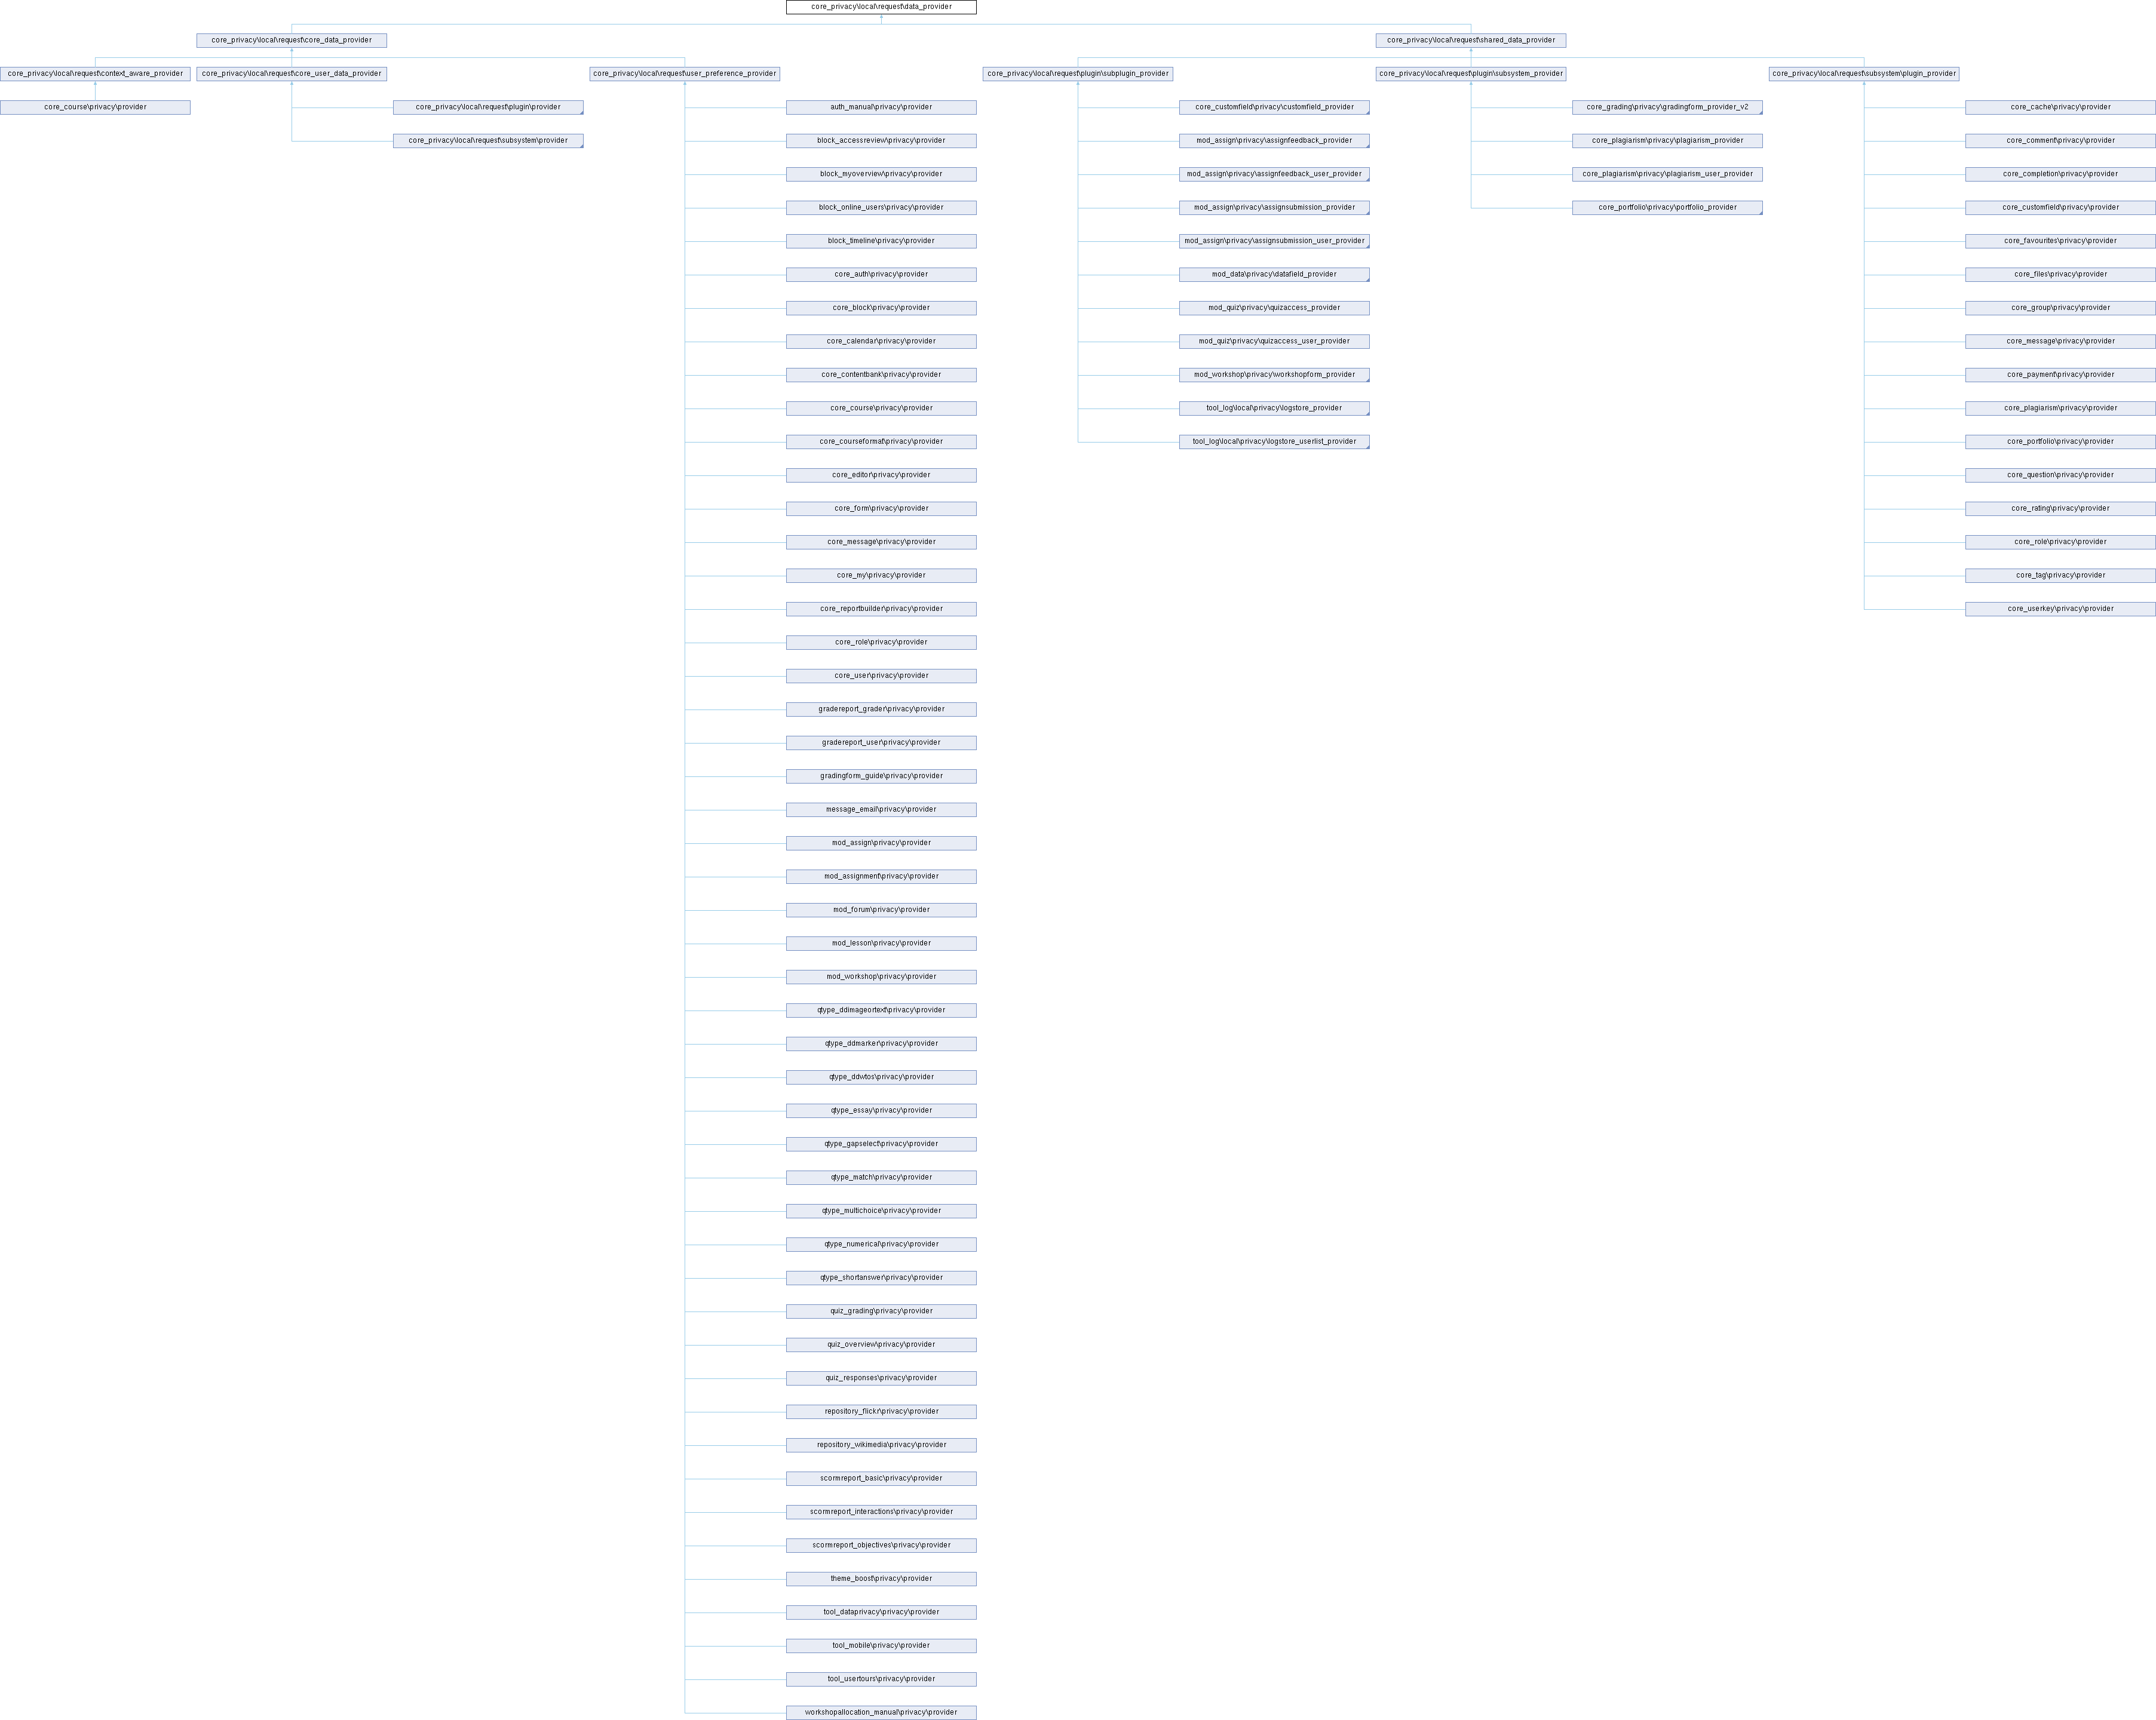 core_privacy\local\request\data_provider
core_privacy\local\request\core_data_provider
core_privacy\local\request\shared_data_provider
core_privacy\local\request\context_aware_provider
core_privacy\local\request\core_user_data_provider
core_privacy\local\request\user_preference_provider
core_privacy\local\request\plugin\subplugin_provider
core_privacy\local\request\plugin\subsystem_provider
core_privacy\local\request\subsystem\plugin_provider
core_course\privacy\provider
core_privacy\local\request\plugin\provider
auth_manual\privacy\provider
core_customfield\privacy\customfield_provider
core_grading\privacy\gradingform_provider_v2
core_cache\privacy\provider
core_privacy\local\request\subsystem\provider
block_accessreview\privacy\provider
mod_assign\privacy\assignfeedback_provider
core_plagiarism\privacy\plagiarism_provider
core_comment\privacy\provider
block_myoverview\privacy\provider
mod_assign\privacy\assignfeedback_user_provider
core_plagiarism\privacy\plagiarism_user_provider
core_completion\privacy\provider
block_online_users\privacy\provider
mod_assign\privacy\assignsubmission_provider
core_portfolio\privacy\portfolio_provider
core_customfield\privacy\provider
block_timeline\privacy\provider
mod_assign\privacy\assignsubmission_user_provider
core_favourites\privacy\provider
core_auth\privacy\provider
mod_data\privacy\datafield_provider
core_files\privacy\provider
core_block\privacy\provider
mod_quiz\privacy\quizaccess_provider
core_group\privacy\provider
core_calendar\privacy\provider
mod_quiz\privacy\quizaccess_user_provider
core_message\privacy\provider
core_contentbank\privacy\provider
mod_workshop\privacy\workshopform_provider
core_payment\privacy\provider
core_course\privacy\provider
tool_log\local\privacy\logstore_provider
core_plagiarism\privacy\provider
core_courseformat\privacy\provider
tool_log\local\privacy\logstore_userlist_provider
core_portfolio\privacy\provider
core_editor\privacy\provider
core_question\privacy\provider
core_form\privacy\provider
core_rating\privacy\provider
core_message\privacy\provider
core_role\privacy\provider
core_my\privacy\provider
core_tag\privacy\provider
core_reportbuilder\privacy\provider
core_userkey\privacy\provider
core_role\privacy\provider
core_user\privacy\provider
gradereport_grader\privacy\provider
gradereport_user\privacy\provider
gradingform_guide\privacy\provider
message_email\privacy\provider
mod_assign\privacy\provider
mod_assignment\privacy\provider
mod_forum\privacy\provider
mod_lesson\privacy\provider
mod_workshop\privacy\provider
qtype_ddimageortext\privacy\provider
qtype_ddmarker\privacy\provider
qtype_ddwtos\privacy\provider
qtype_essay\privacy\provider
qtype_gapselect\privacy\provider
qtype_match\privacy\provider
qtype_multichoice\privacy\provider
qtype_numerical\privacy\provider
qtype_shortanswer\privacy\provider
quiz_grading\privacy\provider
quiz_overview\privacy\provider
quiz_responses\privacy\provider
repository_flickr\privacy\provider
repository_wikimedia\privacy\provider
scormreport_basic\privacy\provider
scormreport_interactions\privacy\provider
scormreport_objectives\privacy\provider
theme_boost\privacy\provider
tool_dataprivacy\privacy\provider
tool_mobile\privacy\provider
tool_usertours\privacy\provider
workshopallocation_manual\privacy\provider